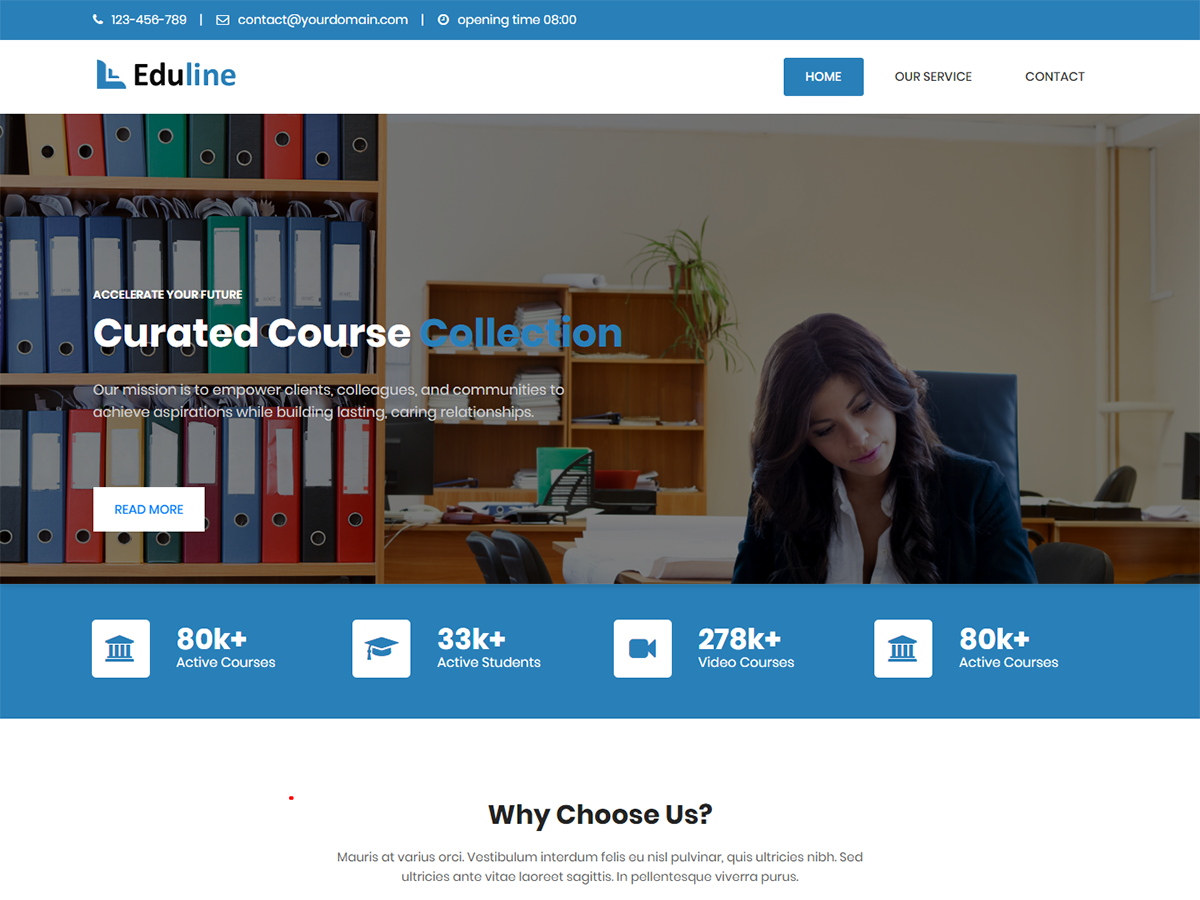 123-456-789 | contact@yourdomain.com | opening time 08:00
Eduline
HOME OUR SERVICE CONTACT
ACCELERATE YOUR FUTURE
Curated Course Collection
Our mission is to empower clients, colleagues, and communities to
achieve aspirations while building lasting, caring relationships.
READ MORE
80k+
Active Courses
33k+
Active Students
278k+
Video Courses
80k+
Active Courses
Why Choose Us?
Mauris at varius orci. Vestibulum interdum felis eu nisl pulvinar, quis ultricies nibh. Sed
ultricies ante vitae laoreet sagittis. In pellentesque viverra purus.